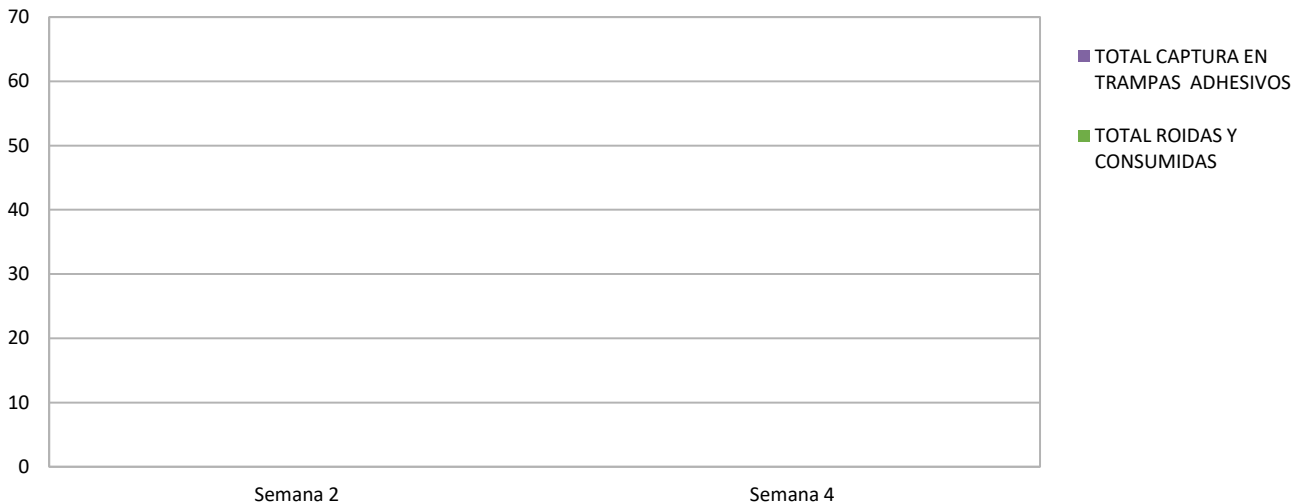 70
60
50
40
30
20
10
0
Semana 2
Semana 4
TOTAL CAPTURA EN
TRAMPAS  ADHESIVOS
TOTAL ROIDAS Y
CONSUMIDAS